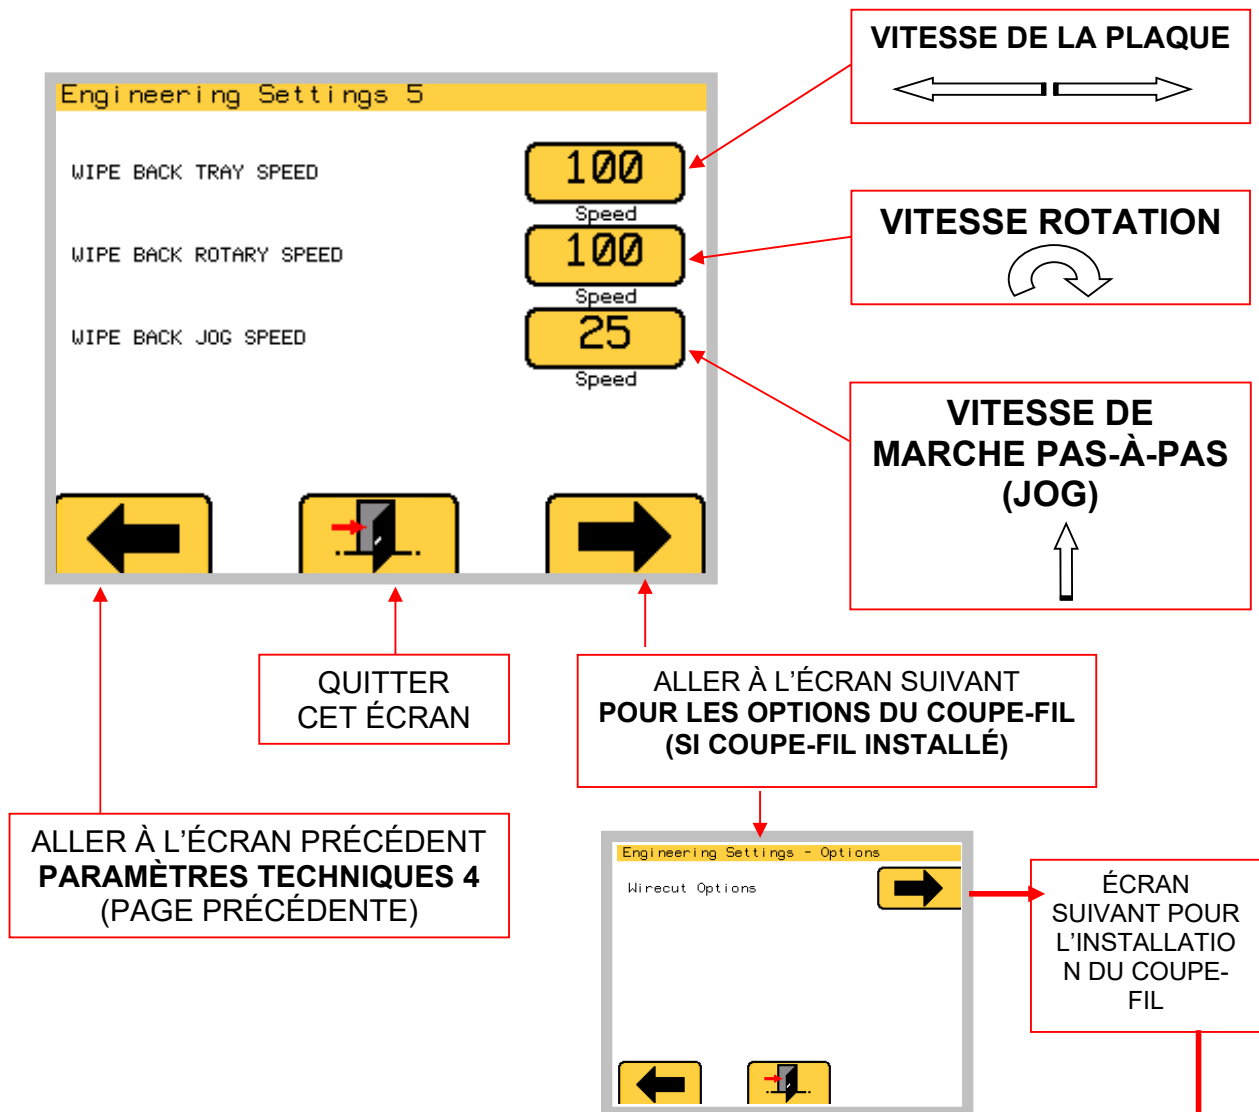 VITESSE DE LA PLAQUE
Engineering Settings 5
WIPE BACK TRAY SPEED
100
Speed
VITESSE ROTATION
WIPE BACK ROTARY SPEED
100
Speed
WIPE BACK JOG SPEED
25
Speed
VITESSE DE
MARCHE PAS-À-PAS
(JOG)
QUITTER
CET ÉCRAN
ALLER À L’ÉCRAN SUIVANT
POUR LES OPTIONS DU COUPE-FIL
(SI COUPE-FIL INSTALLÉ)
ALLER À L’ÉCRAN PRÉCÉDENT
PARAMÈTRES TECHNIQUES 4
(PAGE PRÉCÉDENTE)
Engineering Settings - Options
Wirecut Options
ÉCRAN
SUIVANT POUR
L’INSTALLATIO
N DU COUPE-
FIL